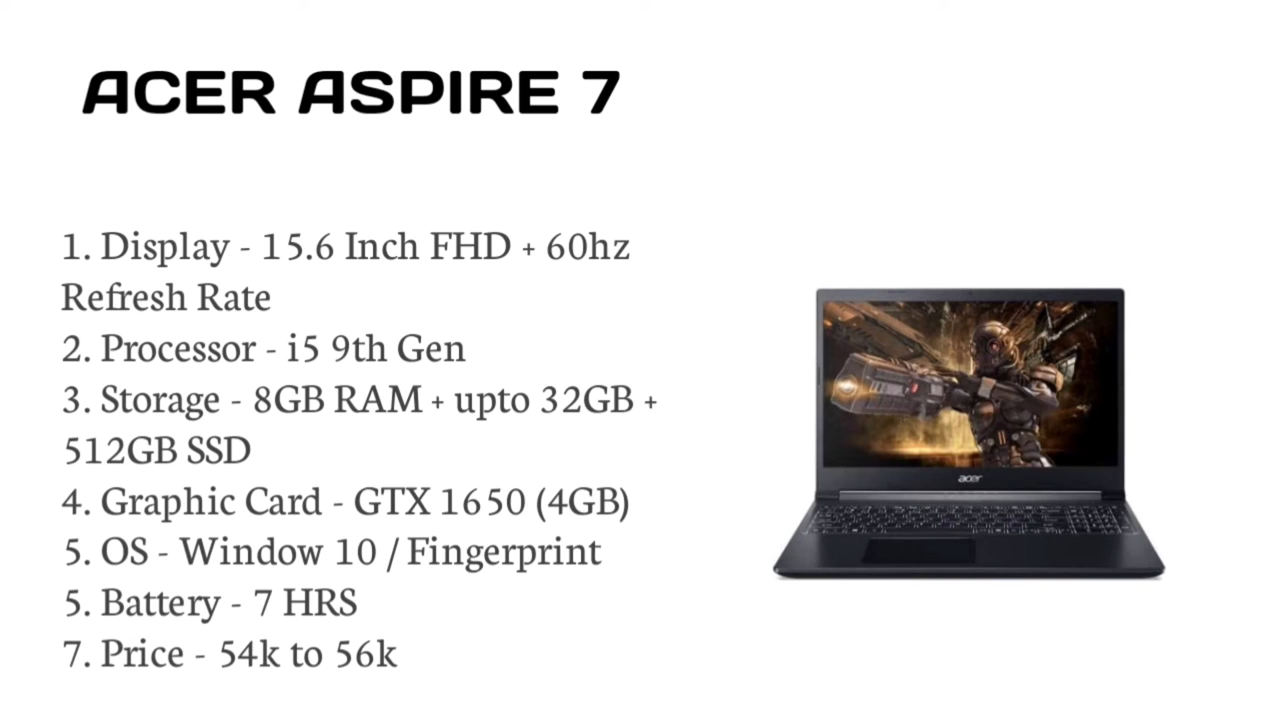 ACER ASPIRE 7
1. Display - 15.6 Inch FHD + 60hz
Refresh Rate
2. Processor - i5 9th Gen
3. Storage - 8GB RAM + upto 32GB +
512GB SSD
4. Graphic Card - GTX 1650 (4GB)
5. OS - Window 10 / Fingerprint
5. Battery - 7 HRS
7. Price - 54k to 56k
acer